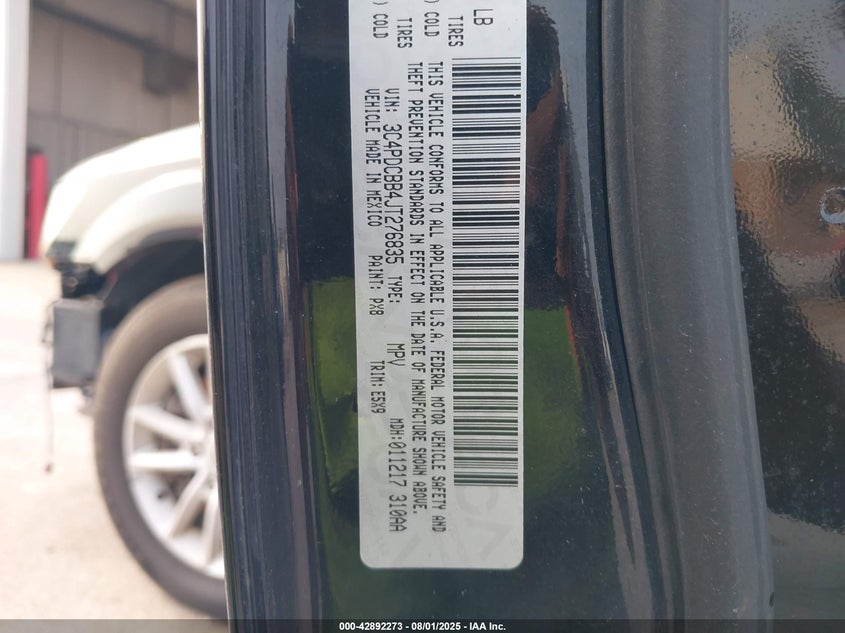 LB
TIRES
) COLD
TIRES
) COLD
THIS VEHICLE CONFORMS TO ALL APPLICABLE U.S.A. FEDERAL MOTOR VEHICLE SAFETY AND
THEFT PREVENTION STANDARDS IN EFFECT ON THE DATE OF MANUFACTURE SHOWN ABOVE.
VIN: 3C4PDCBB4JT276835 TYPE: MPV MDH:011217 310AA
VEHICLE MADE IN MEXICO PAINT: PX8 TRIM:E5X9
000-42892273 - 08/01/2025 - IAA Inc.